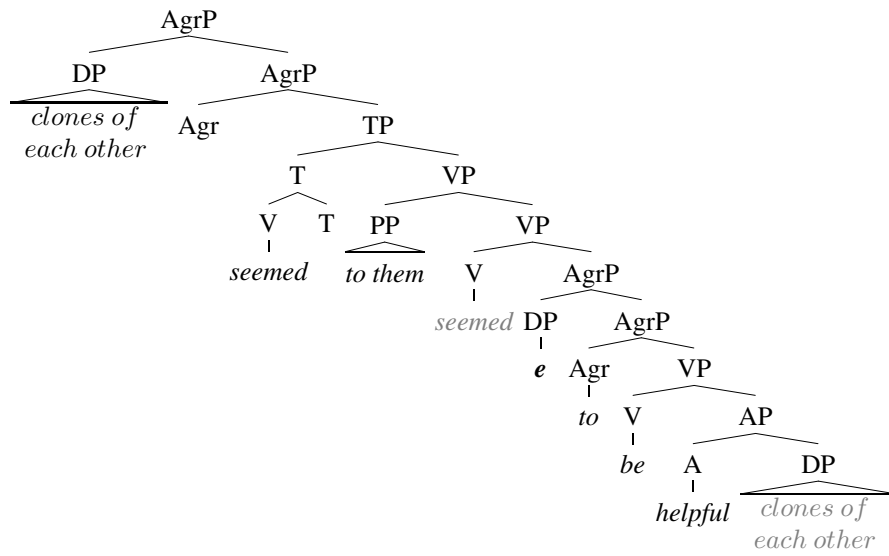 AgrP
DP AgrP
clones of
each other
Agr TP
T VP
V T PP VP
seemed to them V AgrP
seemed DP AgrP
e Agr VP
to V AP
be A DP
helpful clones of
each other